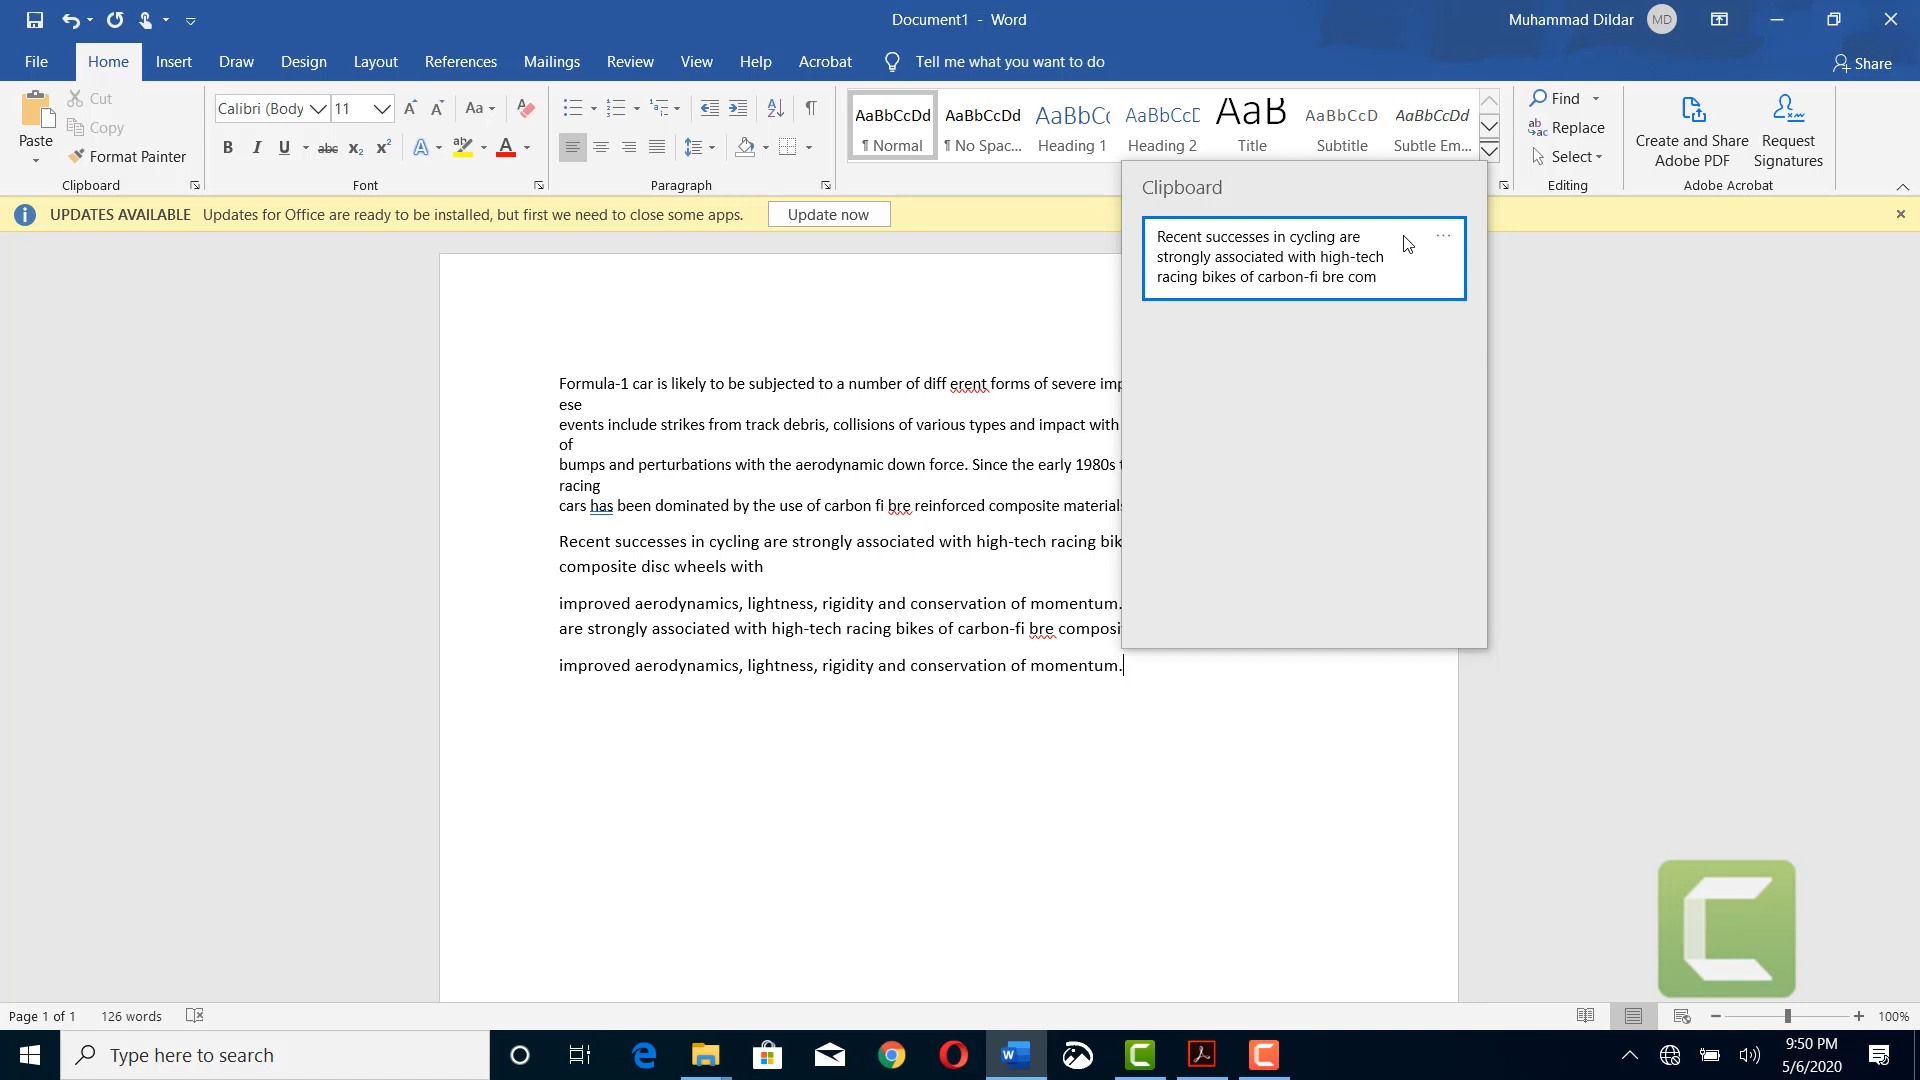 Document1 - Word
Muhammad Dildar MD
File Home Insert Draw Design Layout References Mailings Review View Help Acrobat Tell me what you want to do Share
Paste
Cut
Copy
Format Painter
Clipboard
Calibri (Body 11
Font
Paragraph
AaBbCcDd AaBbCcDd AaBbCc AaBbCcD AaB AaBbCcD AaBbCcDd
¶ Normal ¶ No Spac... Heading 1 Heading 2 Title Subtitle Subtle Em...
Find
Replace
Select
Editing
Create and Share
Adobe PDF
Request
Signatures
Adobe Acrobat
UPDATES AVAILABLE Updates for Office are ready to be installed, but first we need to close some apps. Update now
Clipboard
Recent successes in cycling are
strongly associated with high-tech
racing bikes of carbon-fi bre com
Formula-1 car is likely to be subjected to a number of diff erent forms of severe imp
ese
events include strikes from track debris, collisions of various types and impact with
of
bumps and perturbations with the aerodynamic down force. Since the early 1980s t
racing
cars has been dominated by the use of carbon fi bre reinforced composite materials
Recent successes in cycling are strongly associated with high-tech racing bik
composite disc wheels with
improved aerodynamics, lightness, rigidity and conservation of momentum.
are strongly associated with high-tech racing bikes of carbon-fi bre composi
improved aerodynamics, lightness, rigidity and conservation of momentum.
Page 1 of 1 126 words 100%
Type here to search
9:50 PM
5/6/2020